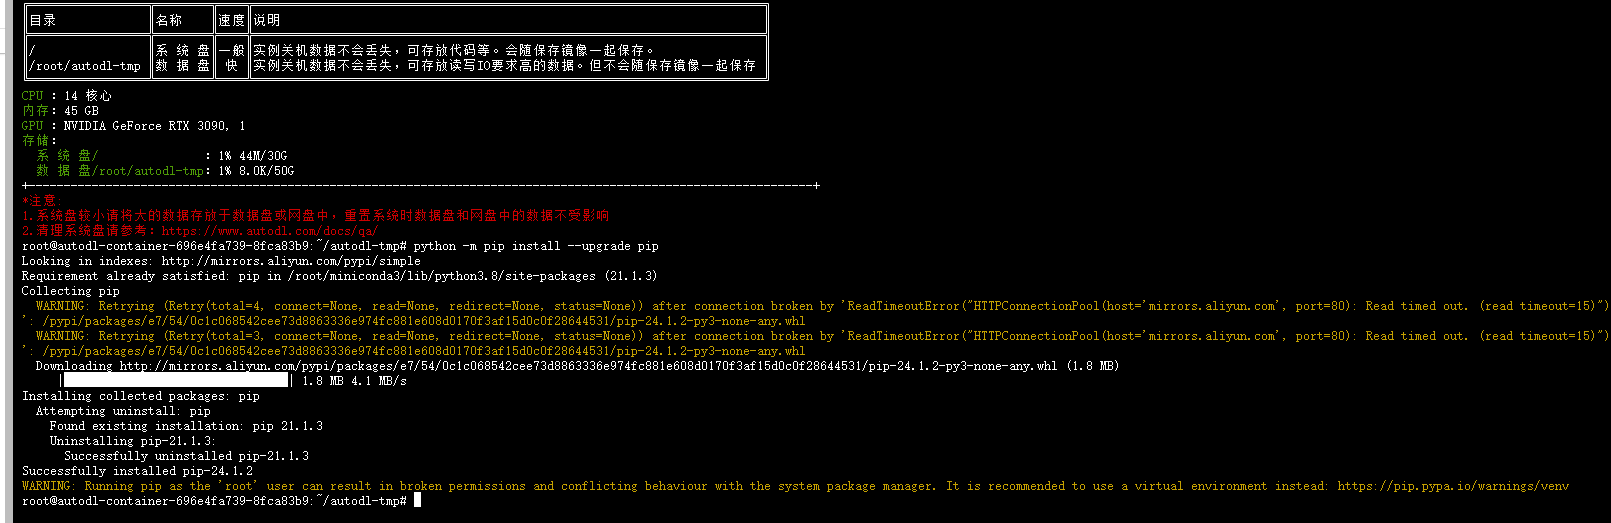 目录 名称 速度 说明
/ 系 统 盘 一般 实例关机数据不会丢失，可存放代码等。会随保存镜像一起保存。
/root/autodl-tmp 数 据 盘 快 实例关机数据不会丢失，可存放读写IO要求高的数据。但不会随保存镜像一起保存
CPU : 14 核心
内存: 45 GB
GPU : NVIDIA GeForce RTX 3090, 1
存储:
系 统 盘/ : 1% 44M/30G
数 据 盘/root/autodl-tmp: 1% 8.0K/50G
+----------------------------------------------------------------------------------------------------------------+
*注意:
1.系统盘较小请将大的数据存放于数据盘或网盘中，重置系统时数据盘和网盘中的数据不受影响
2.清理系统盘请参考: https://www.autodl.com/docs/qa/
root@autodl-container-696e4fa739-8fca83b9:~/autodl-tmp# python -m pip install --upgrade pip
Looking in indexes: http://mirrors.aliyun.com/pypi/simple
Requirement already satisfied: pip in /root/miniconda3/lib/python3.8/site-packages (21.1.3)
Collecting pip
WARNING: Retrying (Retry(total=4, connect=None, read=None, redirect=None, status=None)) after connection broken by 'ReadTimeoutError("HTTPConnectionPool(host='mirrors.aliyun.com', port=80): Read timed out. (read timeout=15)")
': /pypi/packages/e7/54/0c1c068542cee73d8863336e974fc881e608d0170f3af15d0c0f28644531/pip-24.1.2-py3-none-any.whl
WARNING: Retrying (Retry(total=3, connect=None, read=None, redirect=None, status=None)) after connection broken by 'ReadTimeoutError("HTTPConnectionPool(host='mirrors.aliyun.com', port=80): Read timed out. (read timeout=15)")
': /pypi/packages/e7/54/0c1c068542cee73d8863336e974fc881e608d0170f3af15d0c0f28644531/pip-24.1.2-py3-none-any.whl
Downloading http://mirrors.aliyun.com/pypi/packages/e7/54/0c1c068542cee73d8863336e974fc881e608d0170f3af15d0c0f28644531/pip-24.1.2-py3-none-any.whl (1.8 MB)
|████████████████████████████████| 1.8 MB 4.1 MB/s
Installing collected packages: pip
Attempting uninstall: pip
Found existing installation: pip 21.1.3
Uninstalling pip-21.1.3:
Successfully uninstalled pip-21.1.3
Successfully installed pip-24.1.2
WARNING: Running pip as the 'root' user can result in broken permissions and conflicting behaviour with the system package manager. It is recommended to use a virtual environment instead: https://pip.pypa.io/warnings/venv
root@autodl-container-696e4fa739-8fca83b9:~/autodl-tmp#